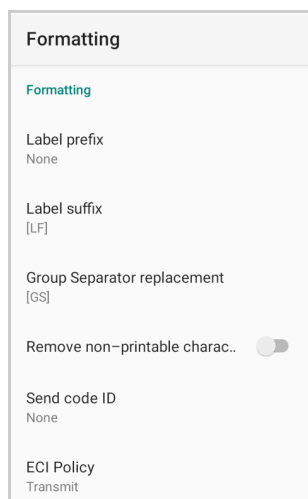 Formatting
Formatting
Label prefix
None
Label suffix
[LF]
Group Separator replacement
[GS]
Remove non–printable charac..
Send code ID
None
ECI Policy
Transmit